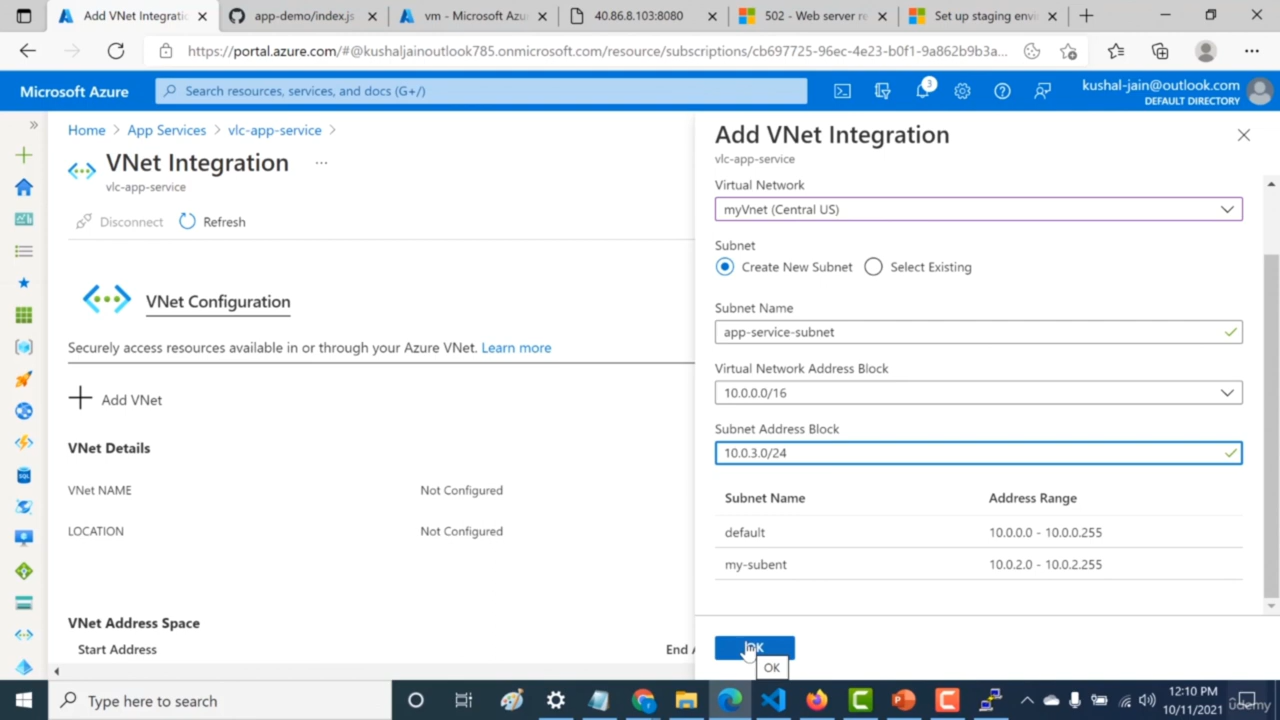 Add VNet Integratio
app-demo/index.js
vm - Microsoft Azu
40.86.8.103:8080
502 - Web server re
Set up staging envi
https://portal.azure.com/#@kushaljainoutlook785.onmicrosoft.com/resource/subscriptions/cb697725-96ec-4e23-b0f1-9a862b9b3a...
Microsoft Azure
Search resources, services, and docs (G+/)
3
kushal-jain@outlook.com
DEFAULT DIRECTORY
Home > App Services > vlc-app-service >
VNet Integration ...
vlc-app-service
Disconnect
Refresh
VNet Configuration
Securely access resources available in or through your Azure VNet. Learn more
Add VNet
VNet Details
VNet NAME
Not Configured
LOCATION
Not Configured
VNet Address Space
Start Address
End A
Add VNet Integration
vlc-app-service
Virtual Network
myVnet (Central US)
Subnet
Create New Subnet
Select Existing
Subnet Name
app-service-subnet
Virtual Network Address Block
10.0.0.0/16
Subnet Address Block
10.0.3.0/24
Subnet Name
Address Range
default
10.0.0.0 - 10.0.0.255
my-subent
10.0.2.0 - 10.0.2.255
OK
OK
Type here to search
12:10 PM
10/11/2021
udemy